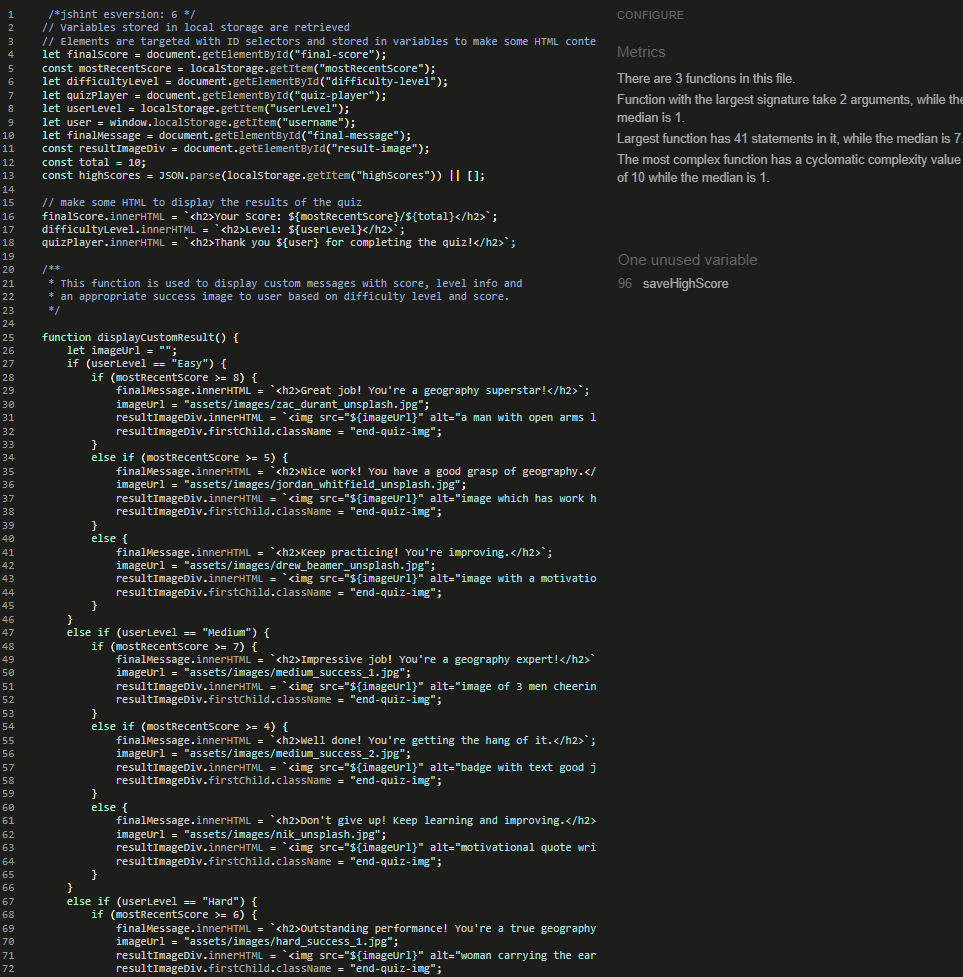 1 /*jshint esversion: 6 */
2 // Variables stored in local storage are retrieved
3 // Elements are targeted with ID selectors and stored in variables to make some HTML conte
4 let finalScore = document.getElementById("final-score");
5 const mostRecentScore = localStorage.getItem("mostRecentScore");
6 let difficultyLevel = document.getElementById("difficulty-level");
7 let quizPlayer = document.getElementById("quiz-player");
8 let userLevel = localStorage.getItem("userLevel");
9 let user = window.localStorage.getItem("username");
10 let finalMessage = document.getElementById("final-message");
11 const resultImageDiv = document.getElementById("result-image");
12 const total = 10;
13 const highScores = JSON.parse(localStorage.getItem("highScores")) || [];
14
15 // make some HTML to display the results of the quiz
16 finalScore.innerHTML = `<h2>Your Score: ${mostRecentScore}/${total}</h2>`;
17 difficultyLevel.innerHTML = `<h2>Level: ${userLevel}</h2>`;
18 quizPlayer.innerHTML = `<h2>Thank you ${user} for completing the quiz!</h2>`;
19
20 /**
21 * This function is used to display custom messages with score, level info and
22 * an appropriate success image to user based on difficulty level and score.
23 */
24
25 function displayCustomResult() {
26 let imageUrl = "";
27 if (userLevel == "Easy") {
28 if (mostRecentScore >= 8) {
29 finalMessage.innerHTML = `<h2>Great job! You're a geography superstar!</h2>`;
30 imageUrl = "assets/images/zac_durant_unsplash.jpg";
31 resultImageDiv.innerHTML = `<img src="${imageUrl}" alt="a man with open arms l
32 resultImageDiv.firstChild.className = "end-quiz-img";
33 }
34 else if (mostRecentScore >= 5) {
35 finalMessage.innerHTML = `<h2>Nice work! You have a good grasp of geography.</
36 imageUrl = "assets/images/jordan_whitfield_unsplash.jpg";
37 resultImageDiv.innerHTML = `<img src="${imageUrl}" alt="image which has work h
38 resultImageDiv.firstChild.className = "end-quiz-img";
39 }
40 else {
41 finalMessage.innerHTML = `<h2>Keep practicing! You're improving.</h2>`;
42 imageUrl = "assets/images/drew_beamer_unsplash.jpg";
43 resultImageDiv.innerHTML = `<img src="${imageUrl}" alt="image with a motivatio
44 resultImageDiv.firstChild.className = "end-quiz-img";
45 }
46 }
47 else if (userLevel == "Medium") {
48 if (mostRecentScore >= 7) {
49 finalMessage.innerHTML = `<h2>Impressive job! You're a geography expert!</h2>`
50 imageUrl = "assets/images/medium_success_1.jpg";
51 resultImageDiv.innerHTML = `<img src="${imageUrl}" alt="image of 3 men cheerin
52 resultImageDiv.firstChild.className = "end-quiz-img";
53 }
54 else if (mostRecentScore >= 4) {
55 finalMessage.innerHTML = `<h2>Well done! You're getting the hang of it.</h2>`;
56 imageUrl = "assets/images/medium_success_2.jpg";
57 resultImageDiv.innerHTML = `<img src="${imageUrl}" alt="badge with text good j
58 resultImageDiv.firstChild.className = "end-quiz-img";
59 }
60 else {
61 finalMessage.innerHTML = `<h2>Don't give up! Keep learning and improving.</h2>
62 imageUrl = "assets/images/nik_unsplash.jpg";
63 resultImageDiv.innerHTML = `<img src="${imageUrl}" alt="motivational quote wri
64 resultImageDiv.firstChild.className = "end-quiz-img";
65 }
66 }
67 else if (userLevel == "Hard") {
68 if (mostRecentScore >= 6) {
69 finalMessage.innerHTML = `<h2>Outstanding performance! You're a true geography
70 imageUrl = "assets/images/hard_success_1.jpg";
71 resultImageDiv.innerHTML = `<img src="${imageUrl}" alt="woman carrying the ear
72 resultImageDiv.firstChild.className = "end-quiz-img";
CONFIGURE
Metrics
There are 3 functions in this file.
Function with the largest signature take 2 arguments, while the
median is 1.
Largest function has 41 statements in it, while the median is 7.
The most complex function has a cyclomatic complexity value
of 10 while the median is 1.
One unused variable
96 saveHighScore